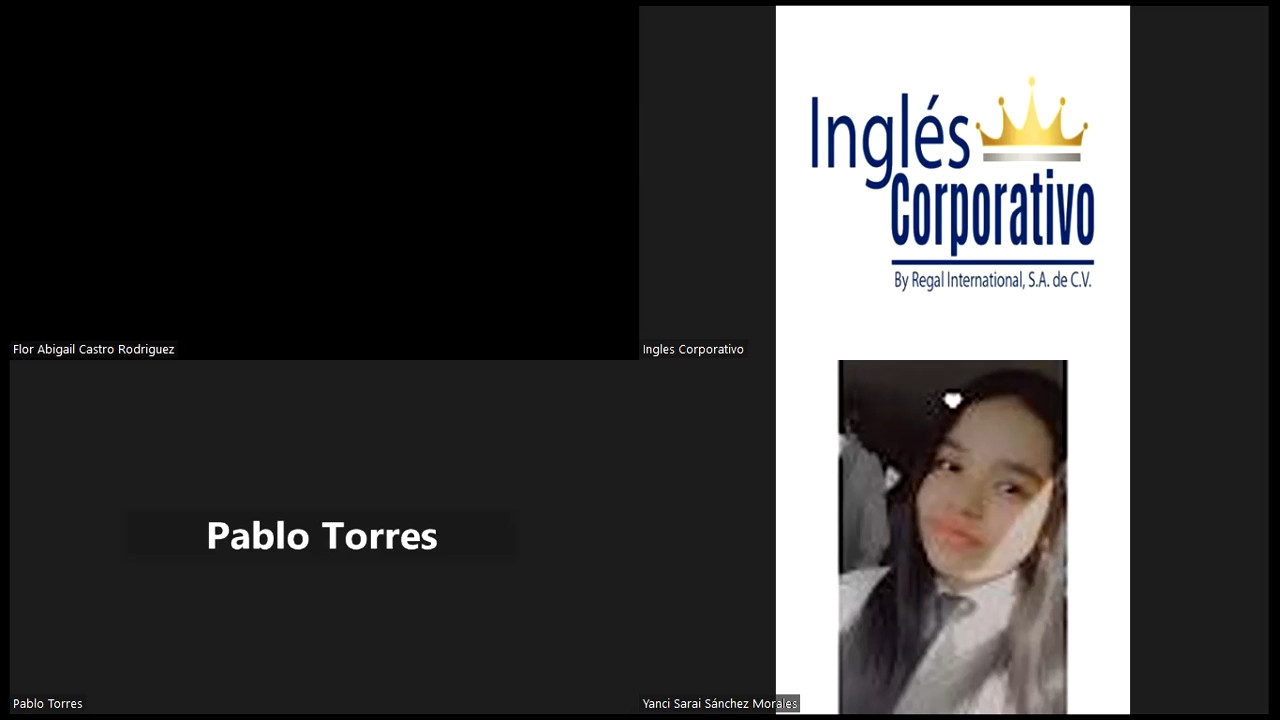 Inglés
Corporativo
By Regal International, S.A. de C.V.
Flor Abigail Castro Rodriguez
Ingles Corporativo
Pablo Torres
Pablo Torres
Yanci Sarai Sánchez Morales